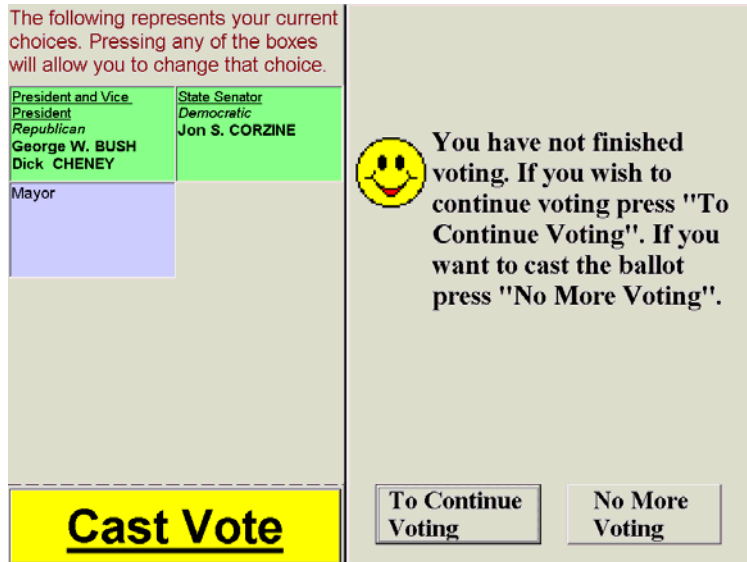 The following represents your current
choices. Pressing any of the boxes
will allow you to change that choice.
President and Vice
President
Republican
George W. BUSH
Dick CHENEY
State Senator
Democratic
Jon S. CORZINE
Mayor
Cast Vote
You have not finished
voting. If you wish to
continue voting press "To
Continue Voting". If you
want to cast the ballot
press "No More Voting".
To Continue
Voting
No More
Voting